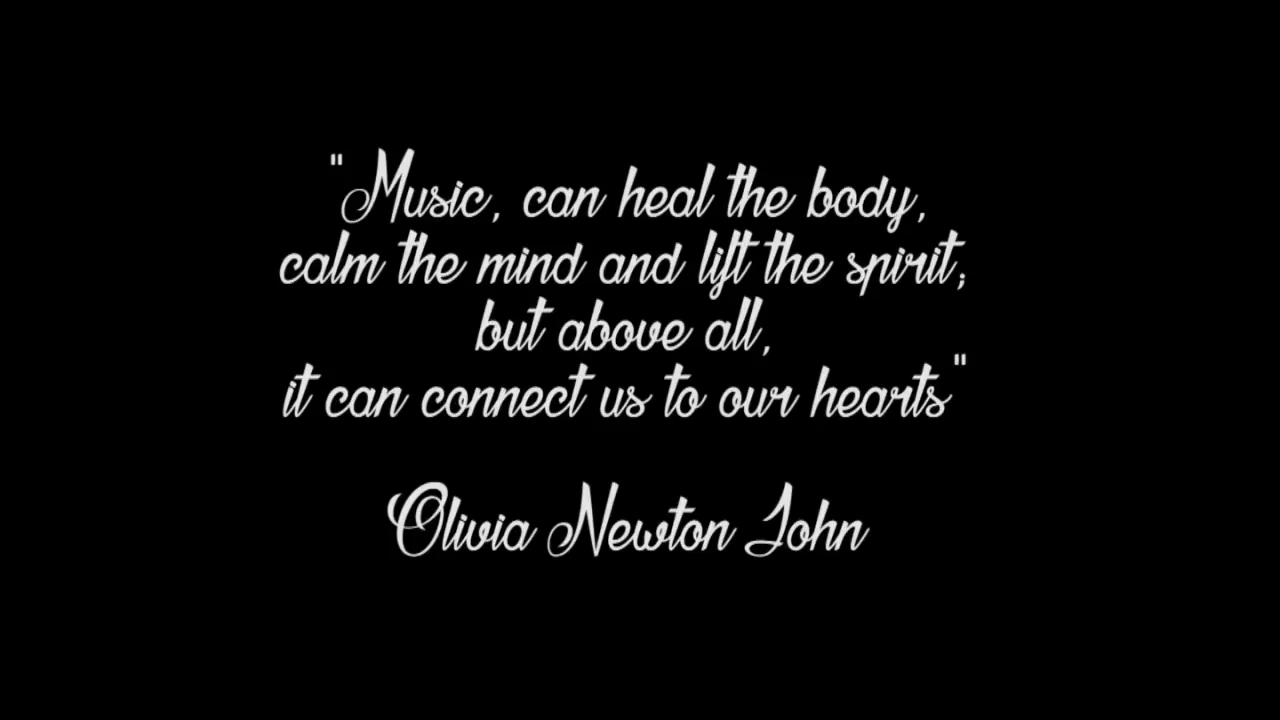 "Music, can heal the body,
calm the mind and lift the spirit;
but above all,
it can connect us to our hearts"
Olivia Newton John